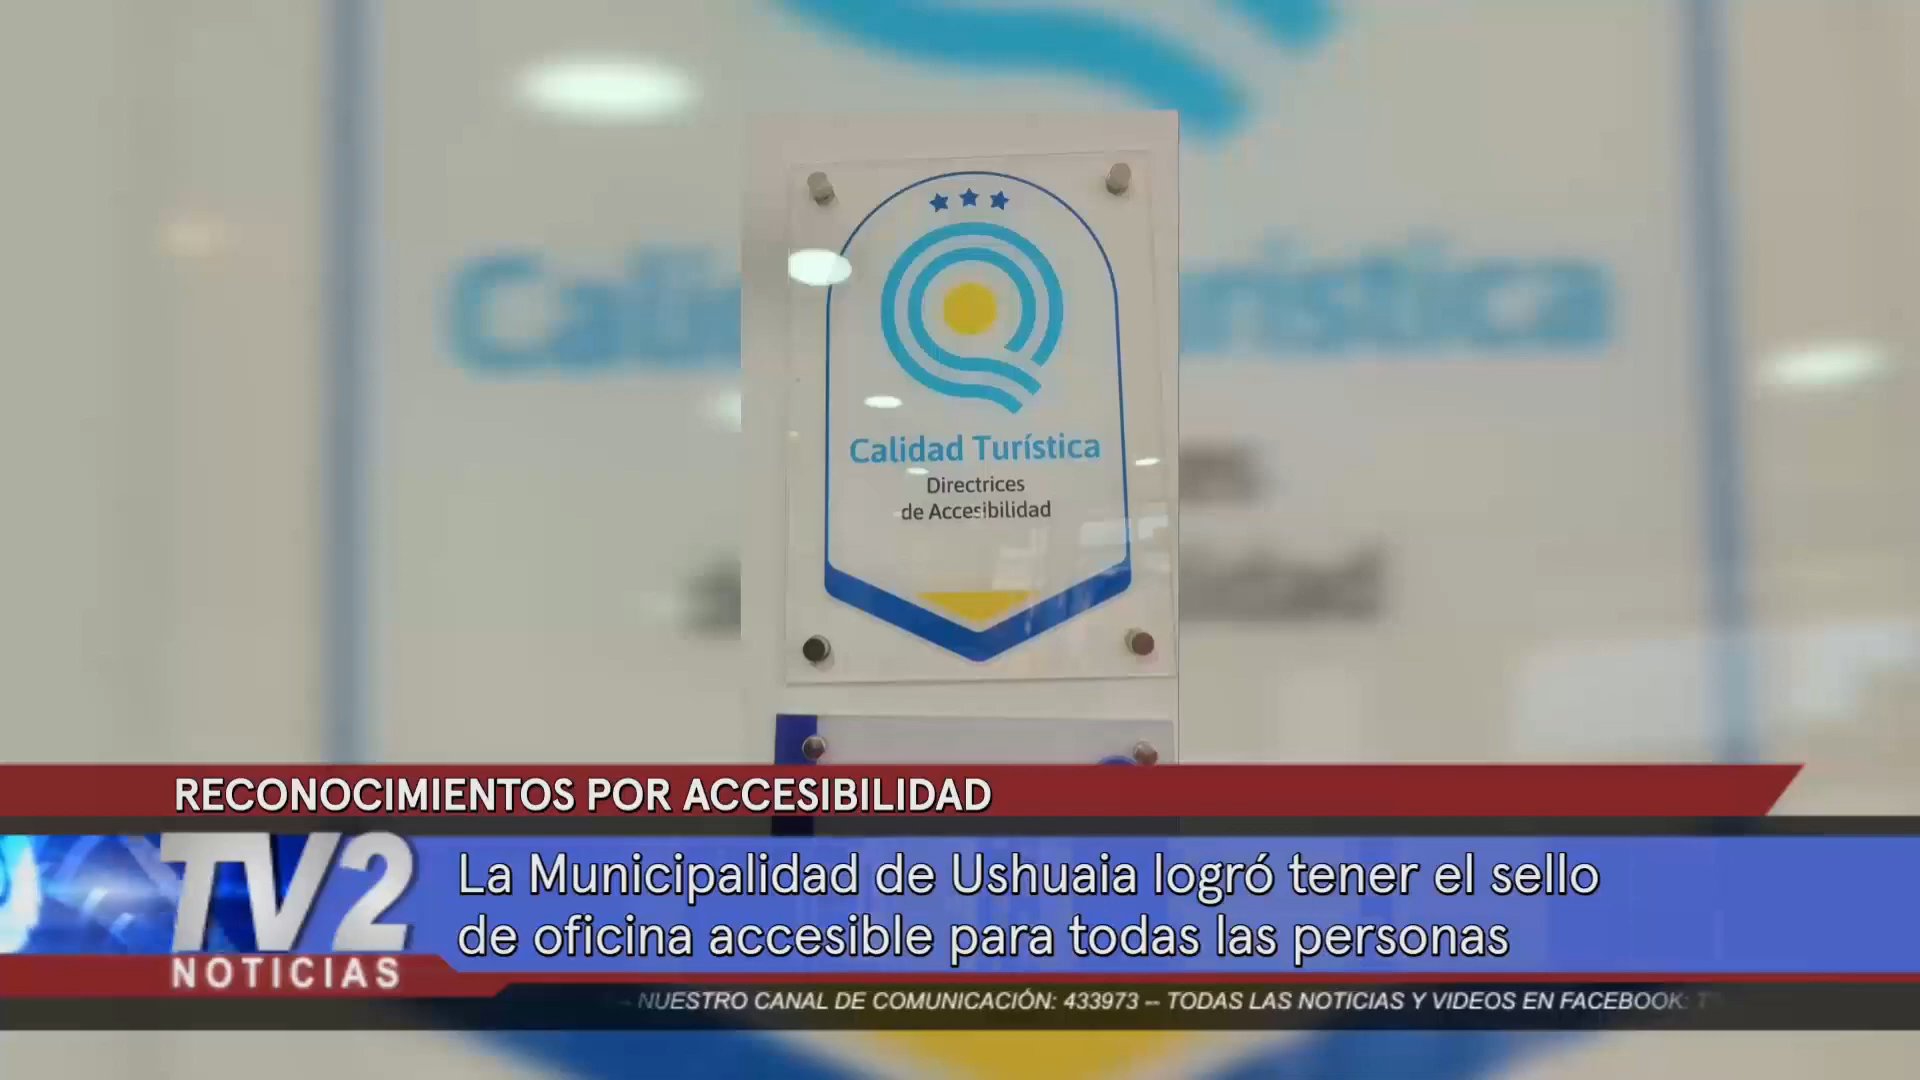 Calidad Turística
Directrices
de Accesibilidad
RECONOCIMIENTOS POR ACCESIBILIDAD
TV2
NOTICIAS
La Municipalidad de Ushuaia logró tener el sello
de oficina accesible para todas las personas
-- NUESTRO CANAL DE COMUNICACIÓN: 433973 -- TODAS LAS NOTICIAS Y VIDEOS EN FACEBOOK: